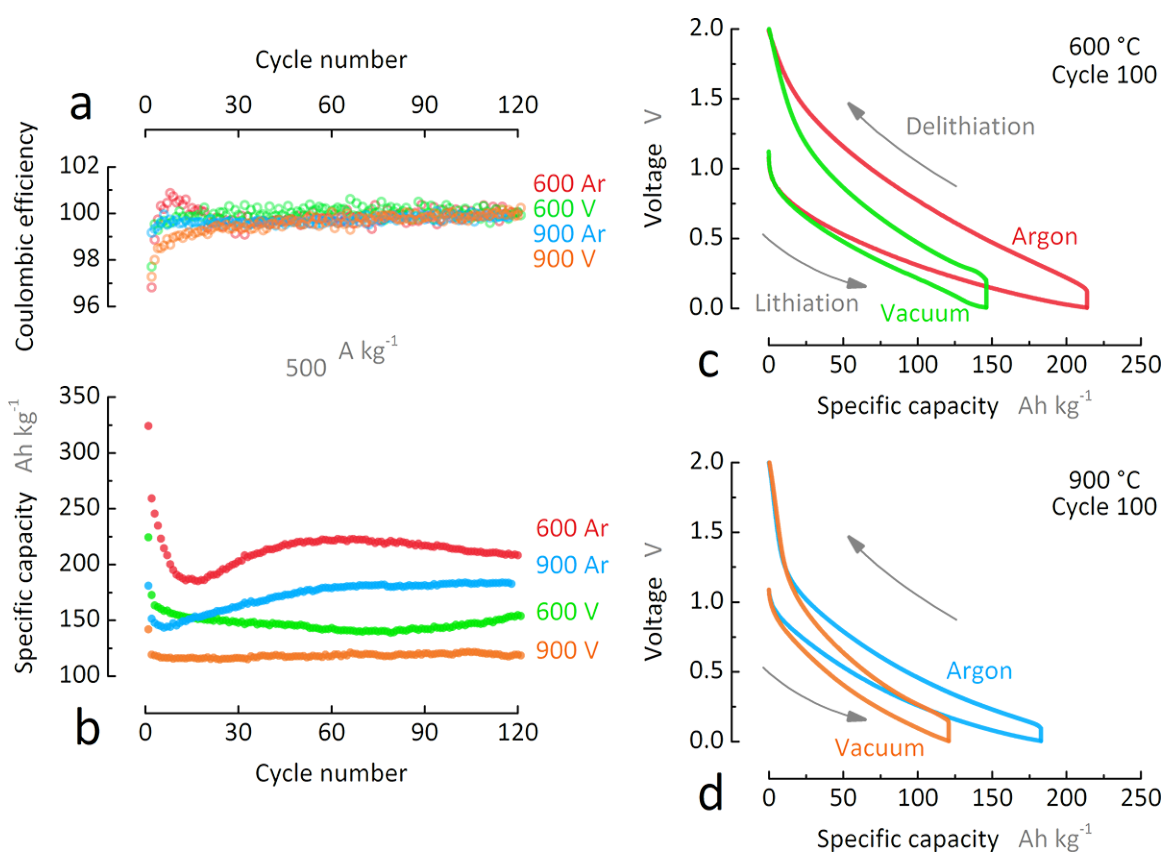 a
Cycle number
0 30 60 90 120
Coulombic efficiency
102
100
98
96
600 Ar
600 V
900 Ar
900 V
500 A kg-1
b
Specific capacity Ah kg-1
350
325
250
225
200
150
100
600 Ar
900 Ar
600 V
900 V
0 30 60 90 120
Cycle number
c
Voltage V
2.0
1.5
1.0
0.5
0.0
600 °C
Cycle 100
Delithiation
Argon
Lithiation
Vacuum
0 50 100 150 200 250
Specific capacity Ah kg-1
d
Voltage V
2.0
1.5
1.0
0.5
0.0
900 °C
Cycle 100
Argon
Vacuum
0 50 100 150 200 250
Specific capacity Ah kg-1